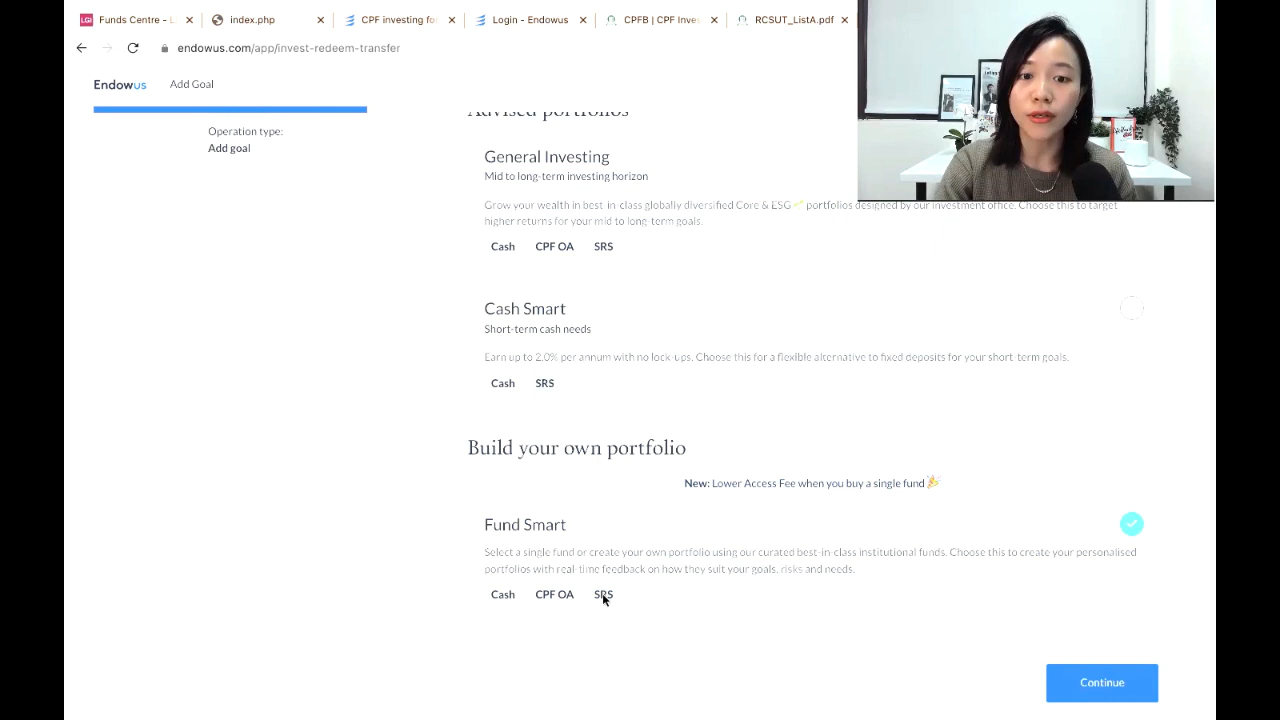 LGI Funds Centre - L
index.php
CPF investing fo
Login - Endowus
CPFB | CPF Inve
RCSUT_ListA.pdf
endowus.com/app/invest-redeem-transfer
Endowus
Add Goal
Operation type:
Add goal
Advised portfolios
General Investing
Mid to long-term investing horizon
Grow your wealth in best-in-class globally diversified Core & ESG portfolios designed by our investment office. Choose this to target
higher returns for your mid to long-term goals.
Cash CPF OA SRS
Cash Smart
Short-term cash needs
Earn up to 2.0% per annum with no lock-ups. Choose this for a flexible alternative to fixed deposits for your short-term goals.
Cash SRS
Build your own portfolio
New: Lower Access Fee when you buy a single fund 🎉
Fund Smart
Select a single fund or create your own portfolio using our curated best-in-class institutional funds. Choose this to create your personalised
portfolios with real-time feedback on how they suit your goals, risks and needs.
Cash CPF OA SRS
Continue